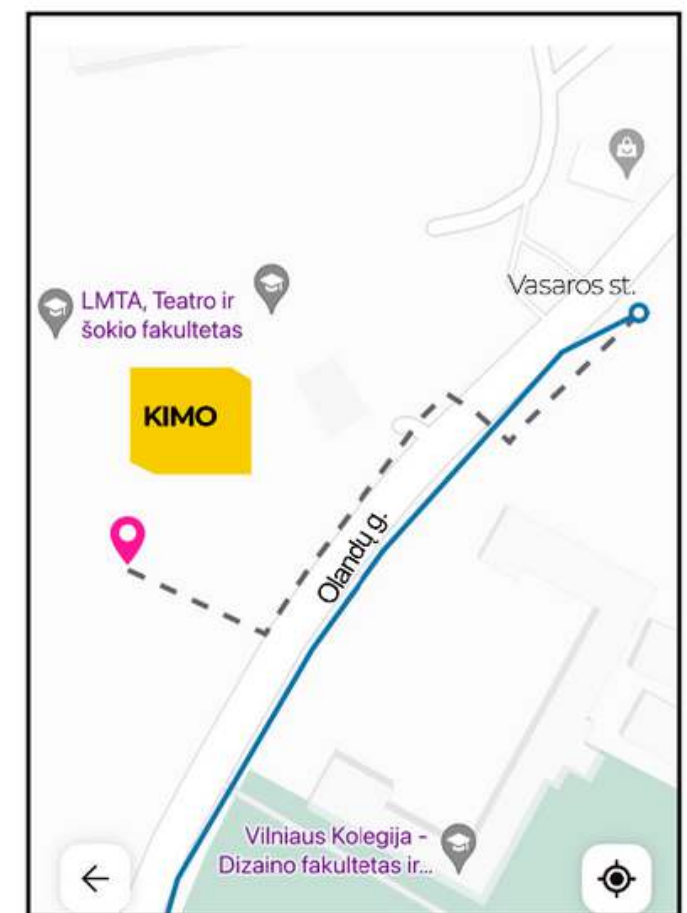 Vasaros st.
LMTA, Teatro ir
šokio fakultetas
KIMO
Olandų g.
Vilniaus Kolegija -
Dizaino fakultetas ir...